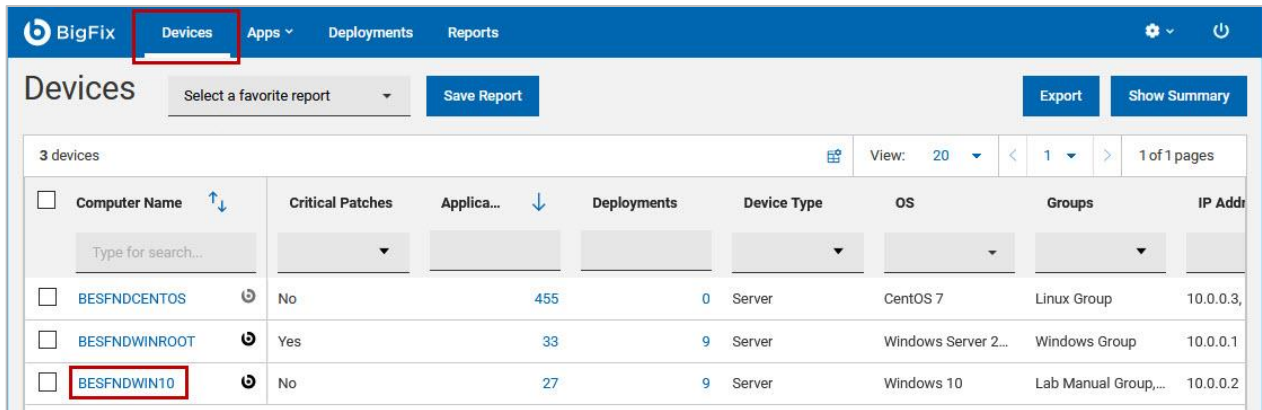 BigFix Devices Apps Deployments Reports
Devices Select a favorite report Save Report Export Show Summary
3 devices View: 20 1 1 of 1 pages
Computer Name Critical Patches Applica... Deployments Device Type OS Groups IP Addr
Type for search...
BESFNDCENTOS No 455 0 Server CentOS 7 Linux Group 10.0.0.3,
BESFNDWINROOT Yes 33 9 Server Windows Server 2... Windows Group 10.0.0.1
BESFNDWIN10 No 27 9 Server Windows 10 Lab Manual Group,... 10.0.0.2